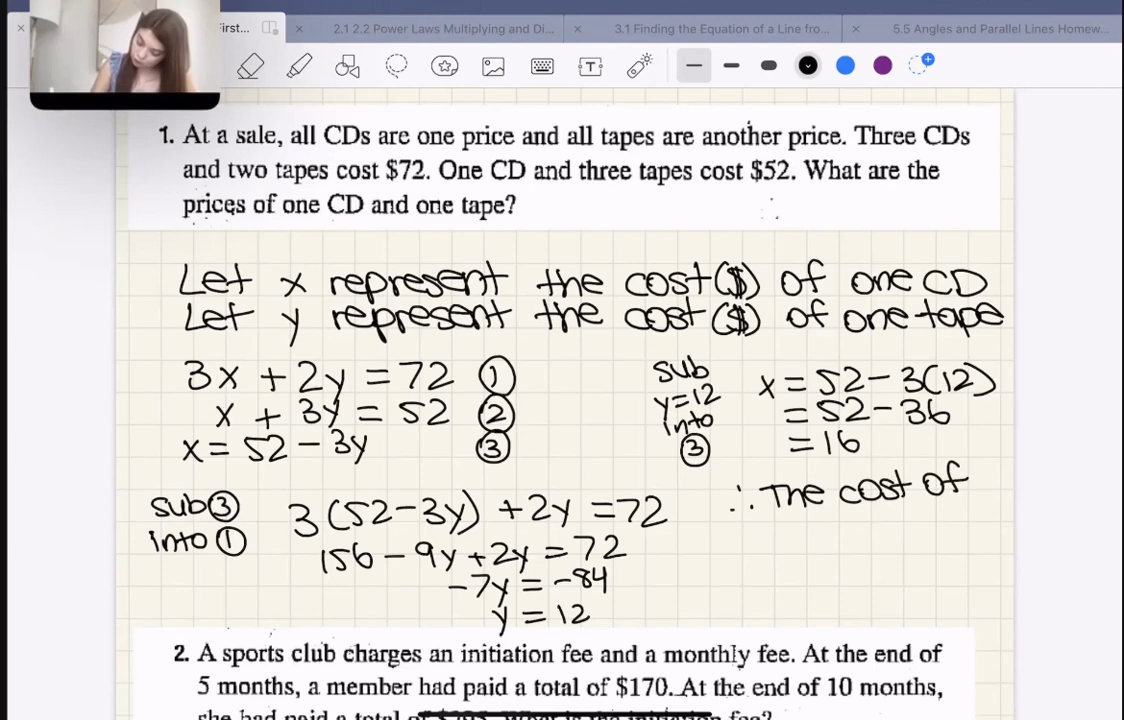 irst...
2.1 2.2 Power Laws Multiplying and Di...
3.1 Finding the Equation of a Line fro...
5.5 Angles and Parallel Lines Homew...
1. At a sale, all CDs are one price and all tapes are another price. Three CDs
and two tapes cost $72. One CD and three tapes cost $52. What are the
prices of one CD and one tape?
Let x represent the cost($) of one CD
Let y represent the cost($) of one tape
3x + 2y = 72 ①
x + 3y = 52 ②
x = 52 - 3y ③
sub ③
into ①
3(52-3y) +2y =72
156 - 9y +2y = 72
-7y = -84
y = 12
sub
y=12
into
③
x = 52 - 3(12)
= 52 - 36
= 16
∴ The cost of
2. A sports club charges an initiation fee and a monthly fee. At the end of
5 months, a member had paid a total of $170. At the end of 10 months,
she had paid a total of fee?